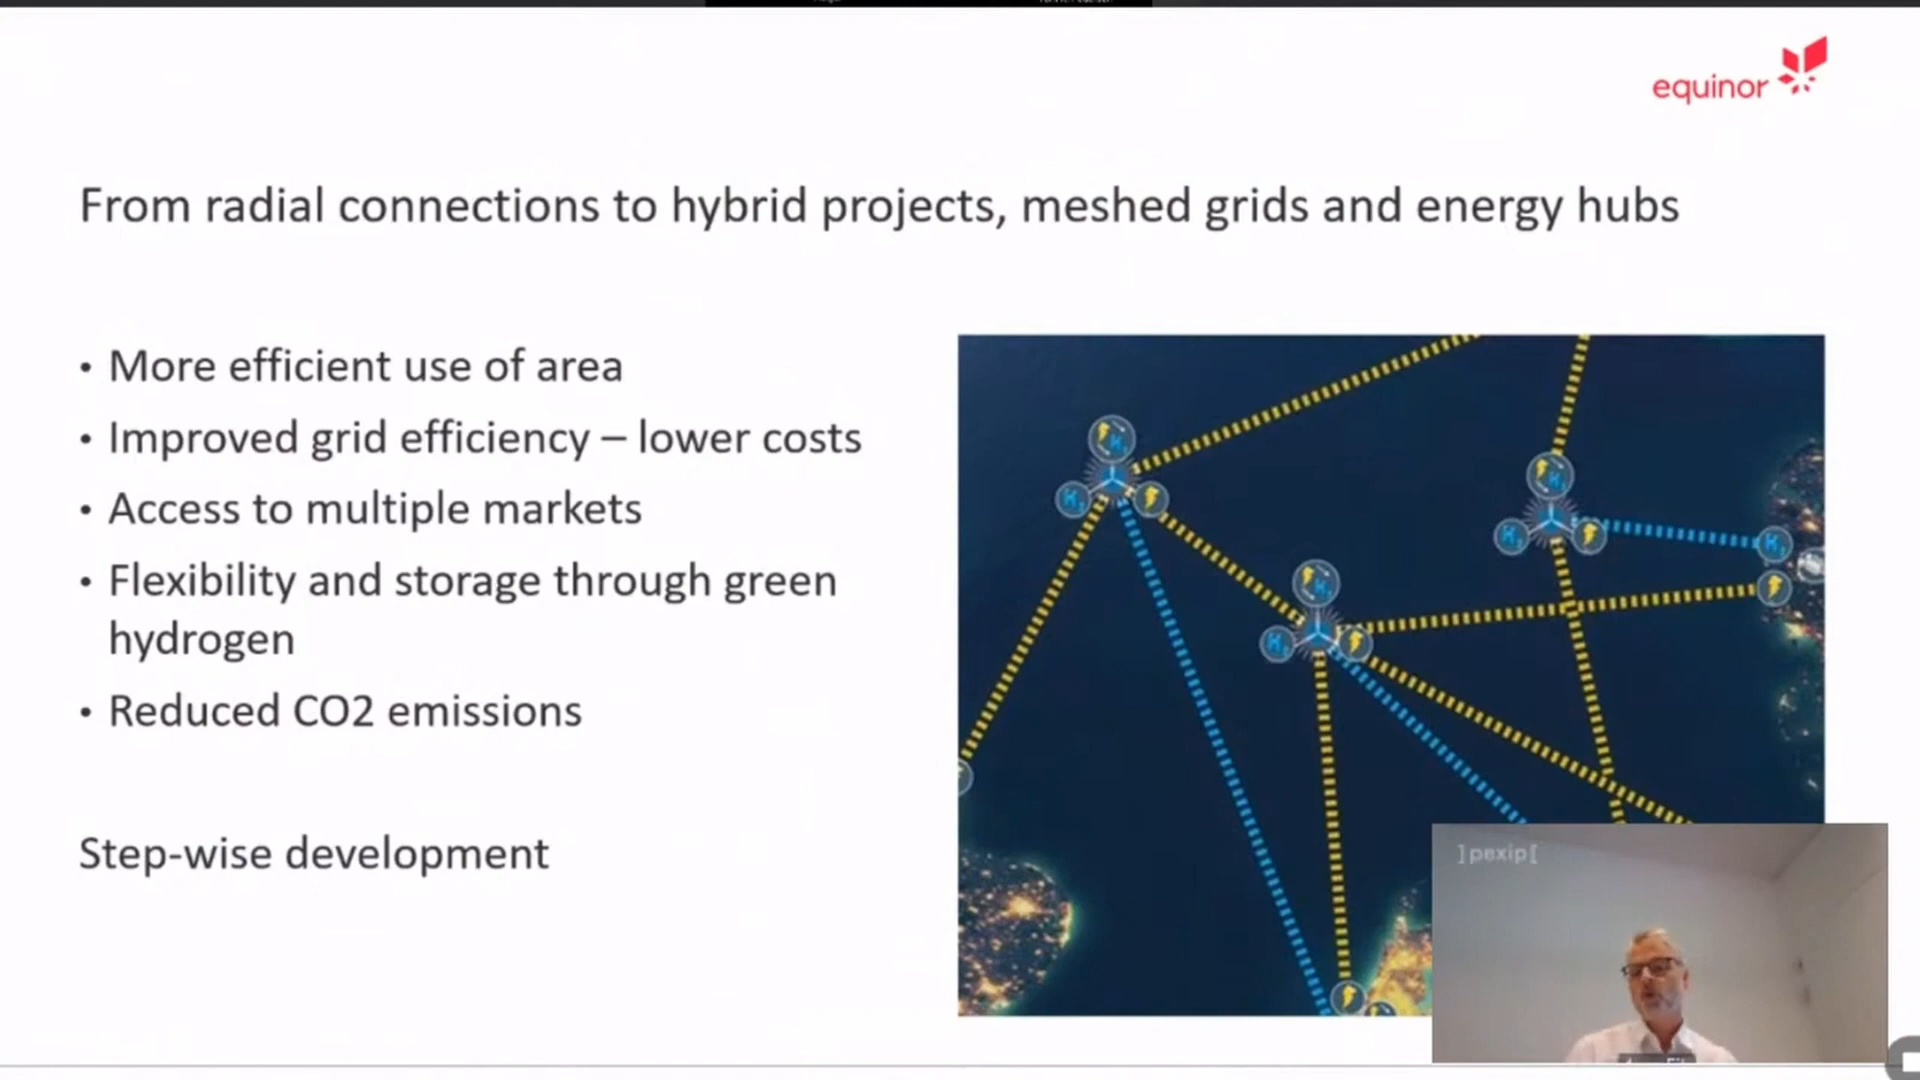 equinor
From radial connections to hybrid projects, meshed grids and energy hubs
• More efficient use of area
• Improved grid efficiency – lower costs
• Access to multiple markets
• Flexibility and storage through green
hydrogen
• Reduced CO2 emissions
Step-wise development
]pexip[